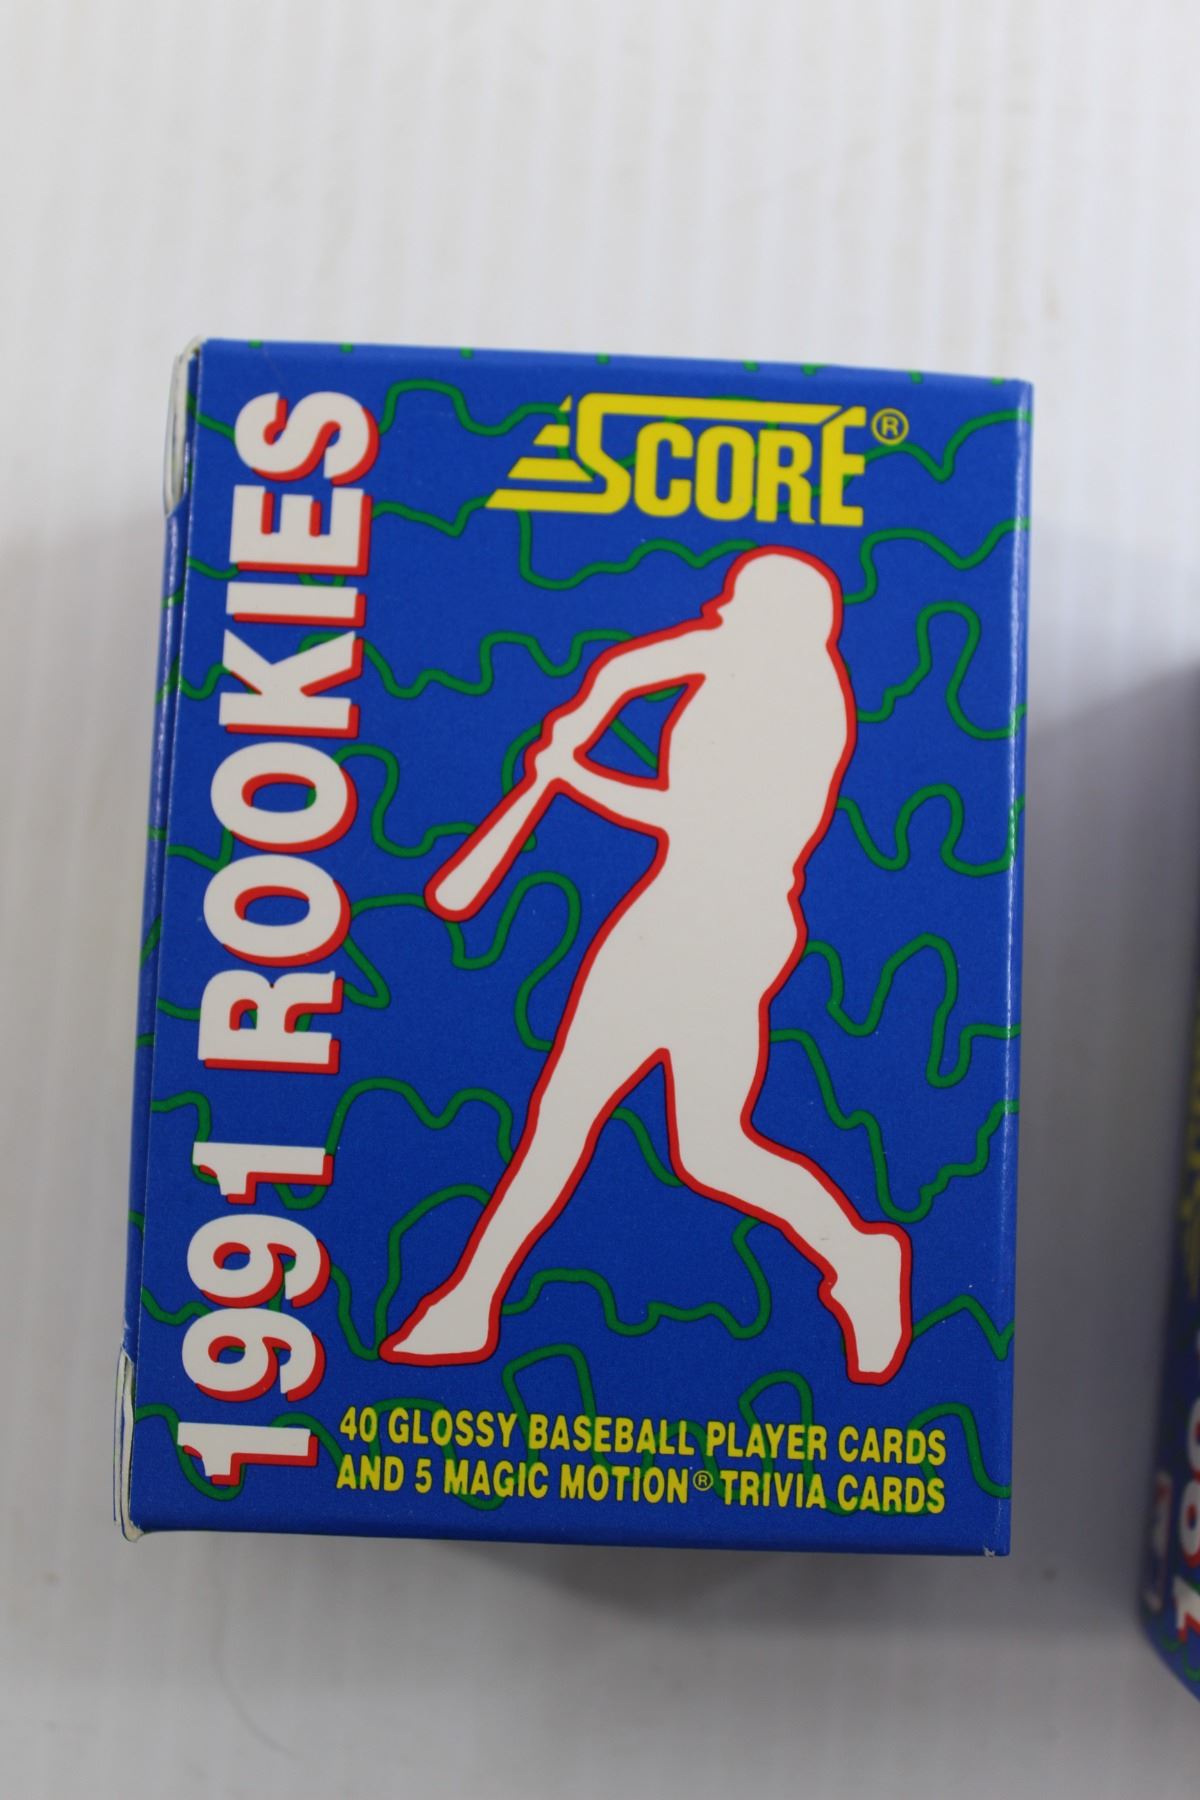 SCORE®
1991 ROOKIES
40 GLOSSY BASEBALL PLAYER CARDS
AND 5 MAGIC MOTION® TRIVIA CARDS